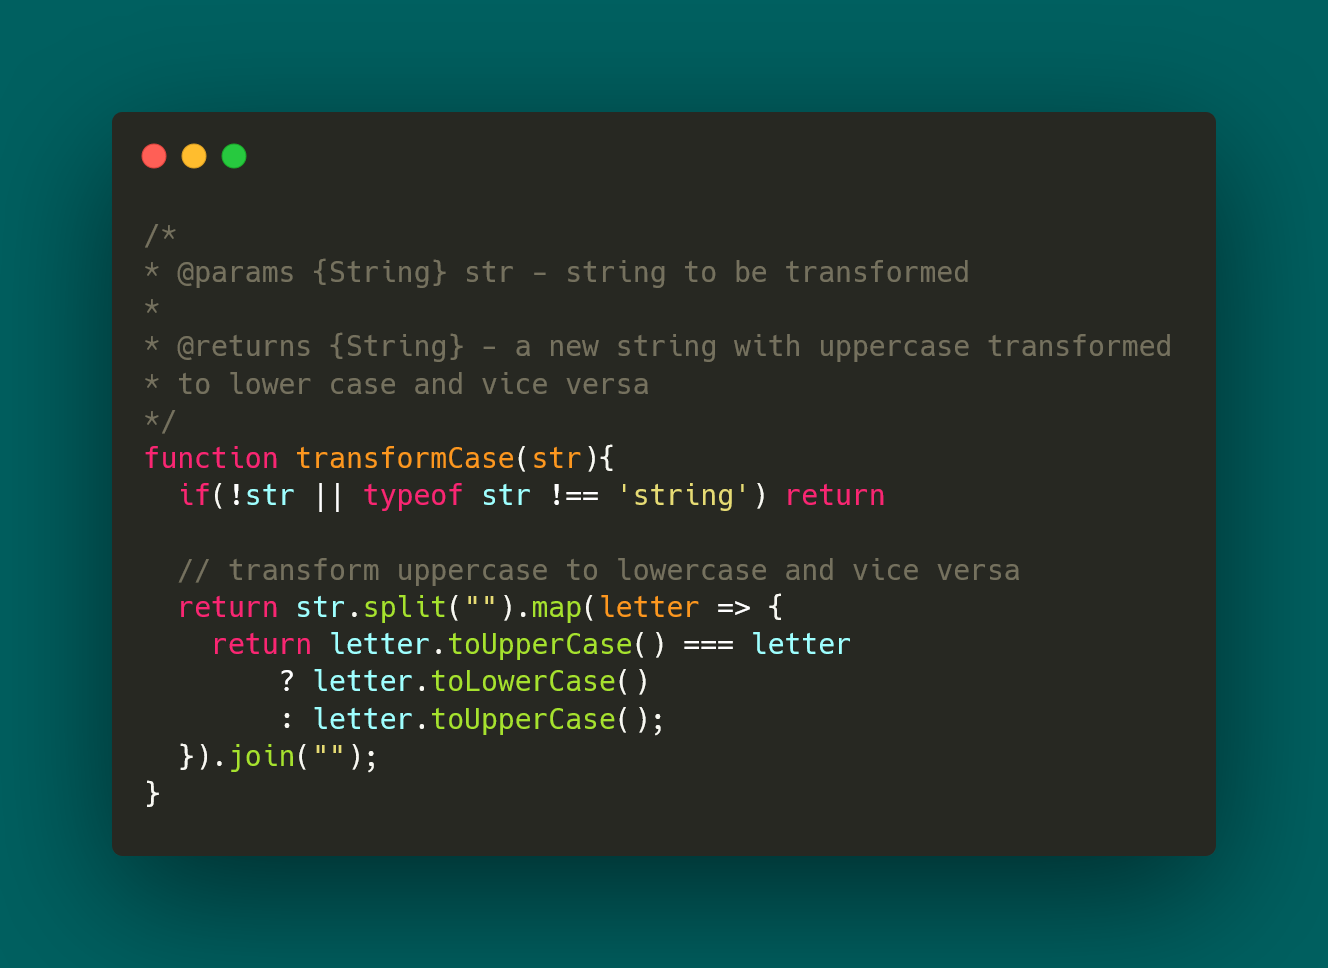 /*
* @params {String} str - string to be transformed
*
* @returns {String} - a new string with uppercase transformed
* to lower case and vice versa
*/
function transformCase(str){
  if(!str || typeof str !== 'string') return

  // transform uppercase to lowercase and vice versa
  return str.split("").map(letter => {
    return letter.toUpperCase() === letter
        ? letter.toLowerCase()
        : letter.toUpperCase();
  }).join("");
}